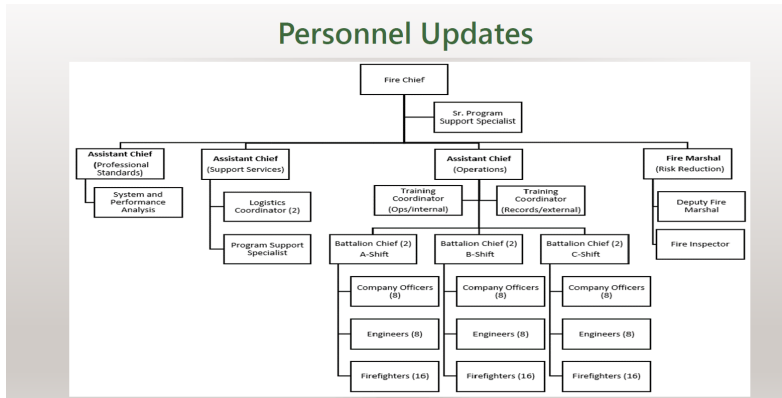 Personnel Updates
Fire Chief
Sr. Program
Support Specialist
Assistant Chief
(Professional
Standards)
System and
Performance
Analysis
Assistant Chief
(Support Services)
Logistics
Coordinator (2)
Program Support
Specialist
Assistant Chief
(Operations)
Training
Coordinator
(Ops/internal)
Training
Coordinator
(Records/external)
Battalion Chief (2)
A-Shift
Company Officers
(8)
Engineers (8)
Firefighters (16)
Battalion Chief (2)
B-Shift
Company Officers
(8)
Engineers (8)
Firefighters (16)
Battalion Chief (2)
C-Shift
Company Officers
(8)
Engineers (8)
Firefighters (16)
Fire Marshal
(Risk Reduction)
Deputy Fire
Marshal
Fire Inspector